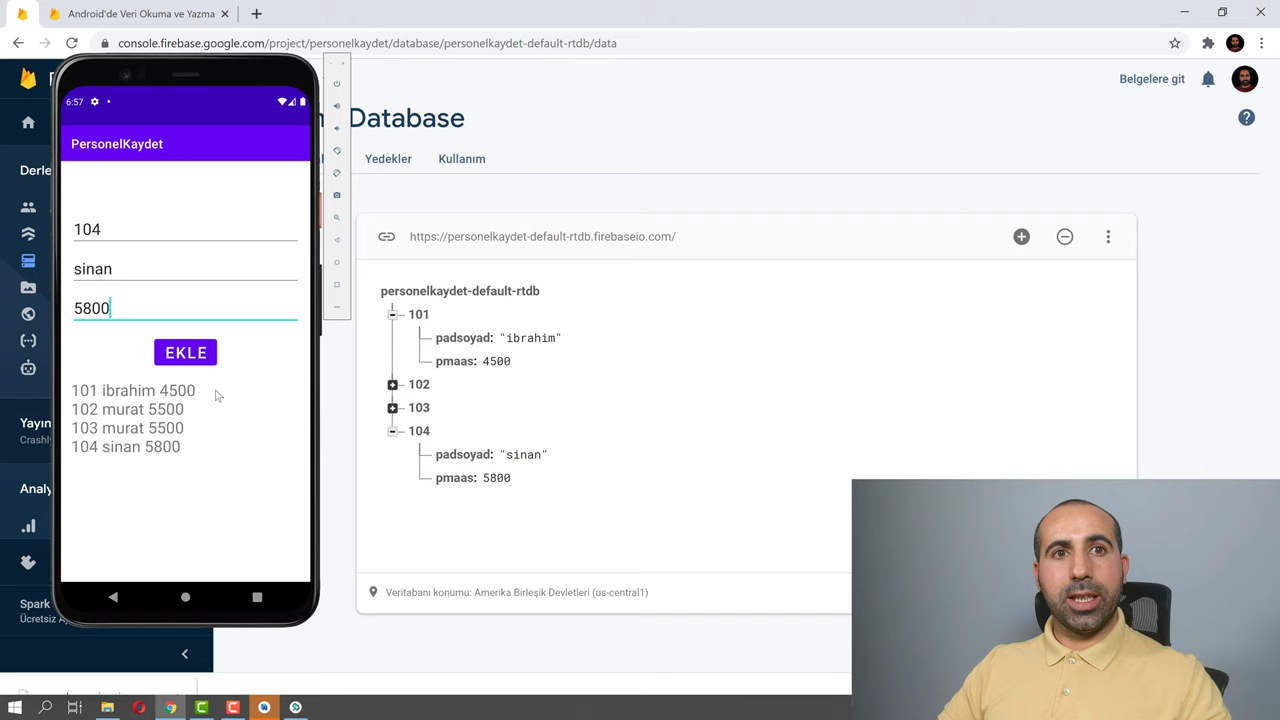 Android'de Veri Okuma ve Yazma
console.firebase.google.com/project/personelkaydet/database/personelkaydet-default-rtdb/data
Belgelere git
Database
Yedekler
Kullanım
Derle
Yayın
Crashly
Analy
Spark
Ücretsiz
6:57
PersonelKaydet
104
sinan
5800
EKLE
101 ibrahim 4500
102 murat 5500
103 murat 5500
104 sinan 5800
https://personelkaydet-default-rtdb.firebaseio.com/
personelkaydet-default-rtdb
101
padsoyad: "ibrahim"
pmaas: 4500
102
103
104
padsoyad: "sinan"
pmaas: 5800
Veritabanı konumu: Amerika Birleşik Devletleri (us-central1)